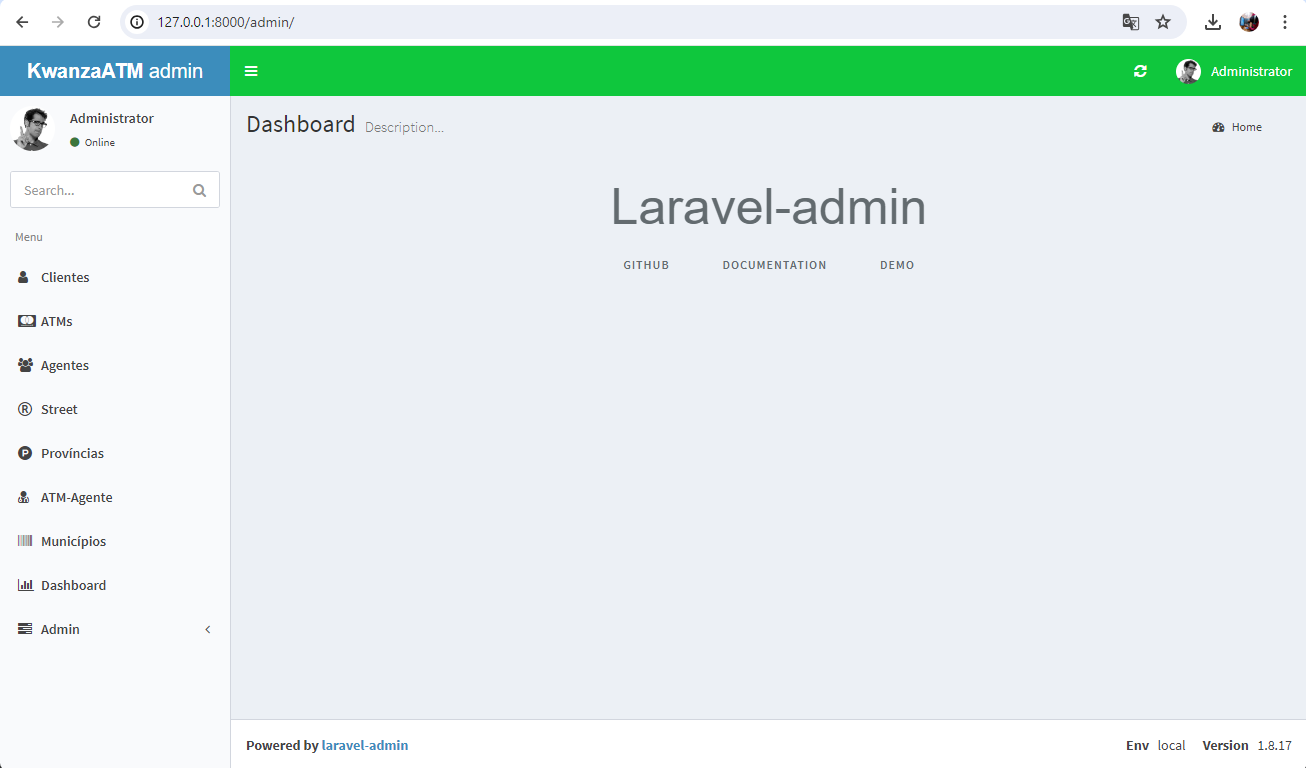 127.0.0.1:8000/admin/
KwanzaATM admin
Administrator
Administrator
Online
Dashboard Description...
Home
Search...
Menu
Clientes
ATMs
Agentes
Street
Províncias
ATM-Agente
Municípios
Dashboard
Admin
Laravel-admin
GITHUB DOCUMENTATION DEMO
Powered by laravel-admin
Env local Version 1.8.17